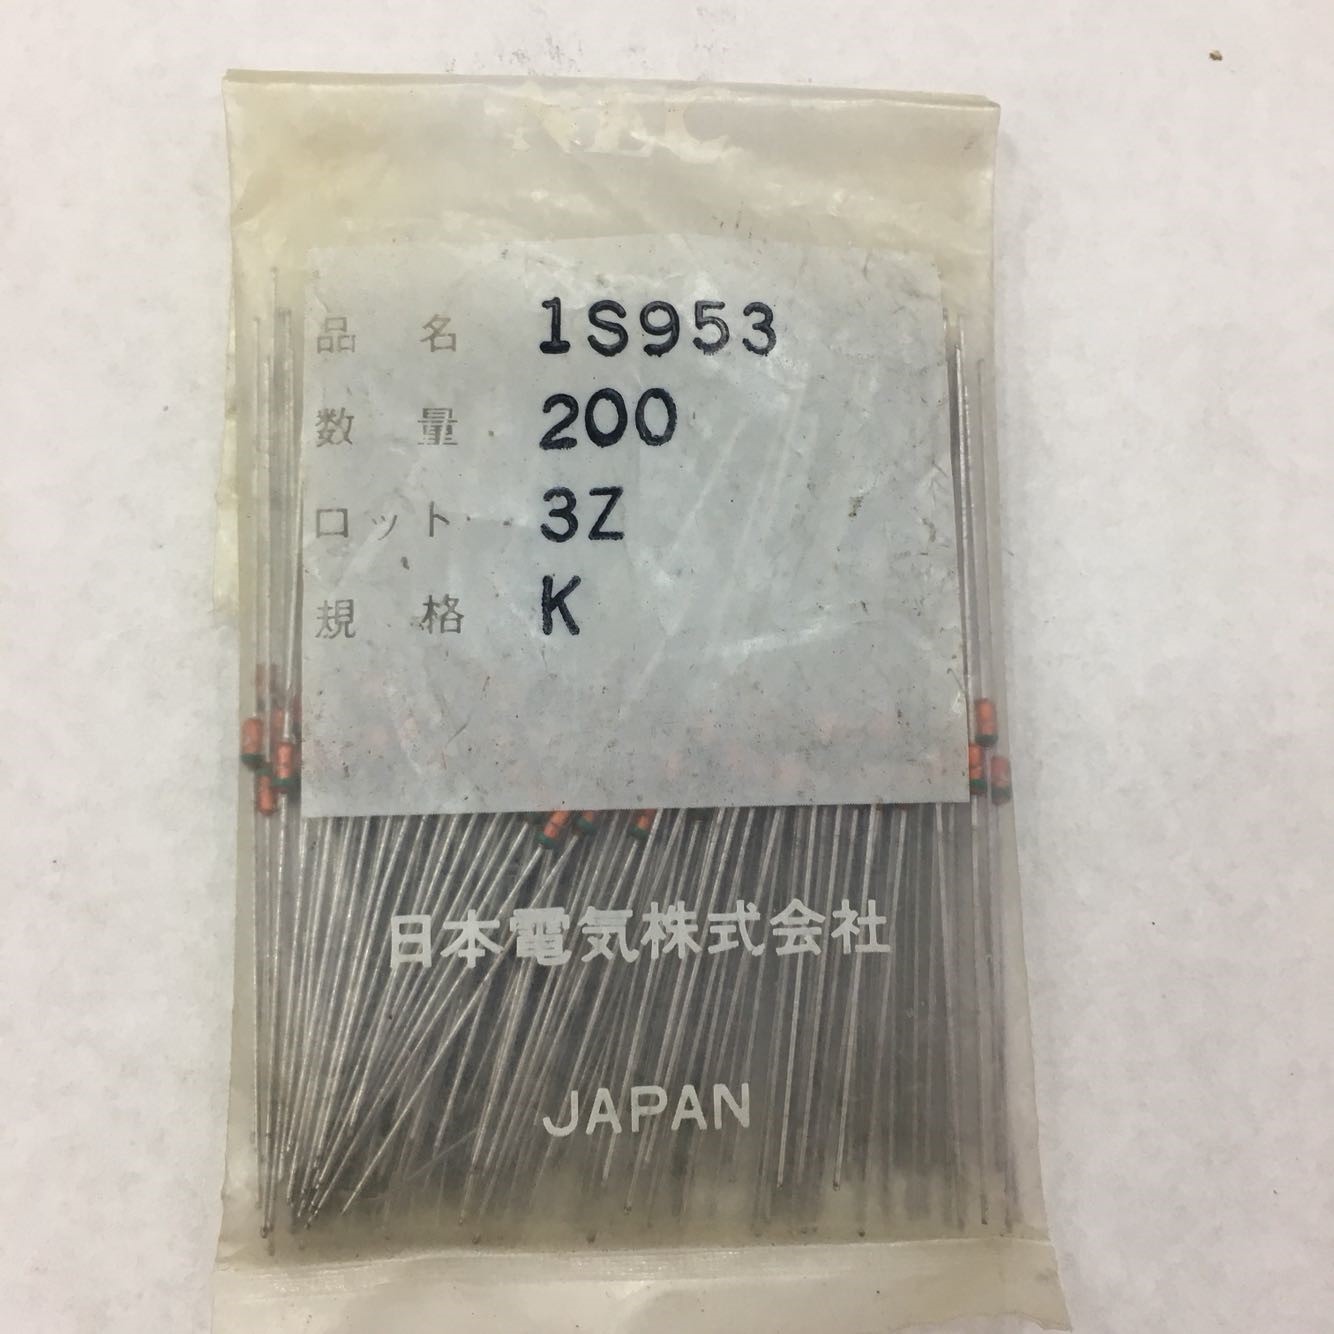 NEC
品名 1S953
数量 200
ロット 3Z
規格 K
日本電気株式会社
JAPAN